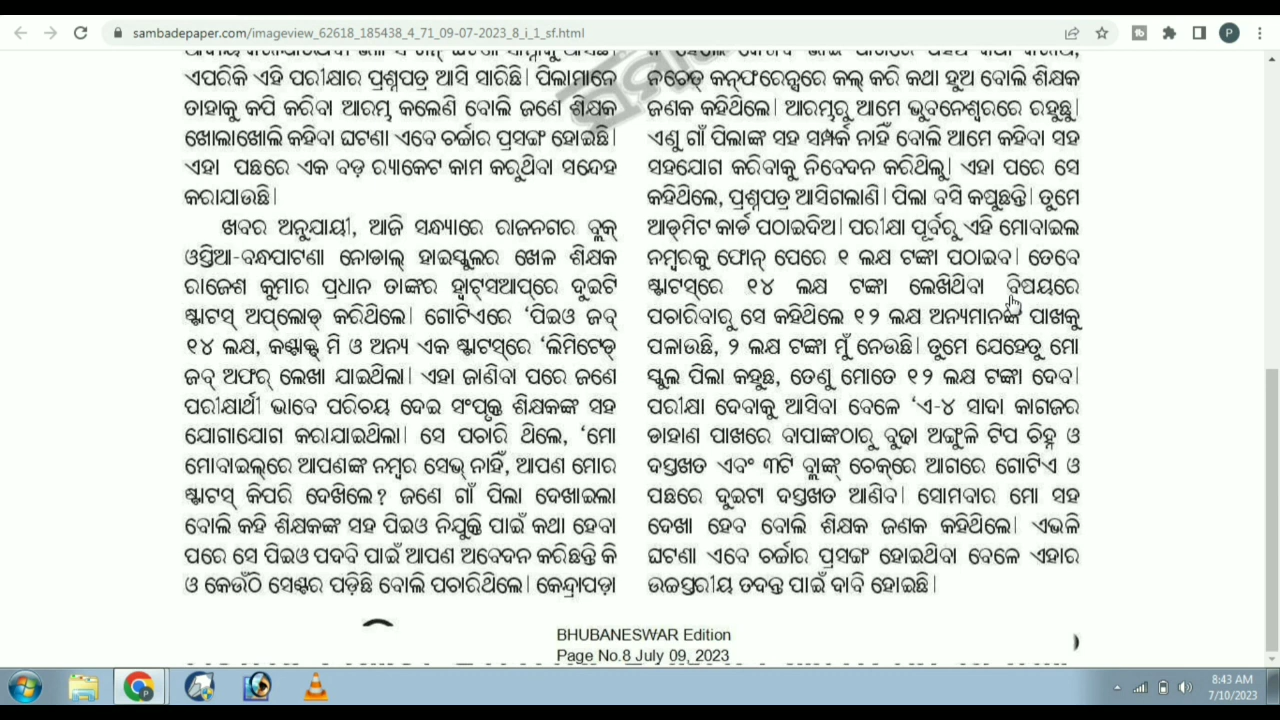 sambadepaper.com/imageview_62618_185438_4_71_09-07-2023_8_i_1_sf.html
P
ଏପରିକି ଏହି ପରୀକ୍ଷାର ପ୍ରଶ୍ନପତ୍ର ଆସି ସାରିଛି। ପିଲାମାନେ
ତାହାକୁ କପି କରିବା ଆରମ୍ଭ କଲେଣି ବୋଲି ଜଣେ ଶିକ୍ଷକ
ଖୋଲାଖୋଲି କହିବା ଘଟଣା ଏବେ ଚର୍ଚ୍ଚାର ପ୍ରସଙ୍ଗ ହୋଇଛି।
ଏହା ପଛରେ ଏକ ବଡ଼ ର‍୍ୟାକେଟ କାମ କରୁଥିବା ସନ୍ଦେହ
କରାଯାଉଛି।
ଖବର ଅନୁଯାୟୀ, ଆଜି ସନ୍ଧ୍ୟାରେ ରାଜନଗର ବ୍ଲକ୍
ଓସ୍ତିଆ-ବନ୍ଧପାଟଣା ନୋଡାଲ୍ ହାଇସ୍କୁଲର ଖେଳ ଶିକ୍ଷକ
ରାଜେଶ କୁମାର ପ୍ରଧାନ ତାଙ୍କର ହ୍ୱାଟ୍‌ସଆପ୍‌ରେ ଦୁଇଟି
ଷ୍ଟାଟସ୍ ଅପ୍‌ଲୋଡ୍ କରିଥିଲେ। ଗୋଟିଏରେ ‘ପିଇଓ ଜବ୍
୧୪ ଲକ୍ଷ, କଣ୍ଟାକ୍ଟ ମି ଓ ଅନ୍ୟ ଏକ ଷ୍ଟାଟସ୍‌ରେ ‘ଲିମିଟେଡ୍
ଜବ୍ ଅଫର୍ ଲେଖା ଯାଇଥିଲା। ଏହା ଜାଣିବା ପରେ ଜଣେ
ପରୀକ୍ଷାର୍ଥୀ ଭାବେ ପରିଚୟ ଦେଇ ସଂପୃକ୍ତ ଶିକ୍ଷକଙ୍କ ସହ
ଯୋଗାଯୋଗ କରାଯାଇଥିଲା। ସେ ପଚାରି ଥିଲେ, ‘ମୋ
ମୋବାଇଲ୍‌ରେ ଆପଣଙ୍କ ନମ୍ବର ସେଭ୍ ନାହିଁ, ଆପଣ ମୋର
ଷ୍ଟାଟସ୍ କିପରି ଦେଖିଲେ? ଜଣେ ଗାଁ ପିଲା ଦେଖାଇଲା
ବୋଲି କହି ଶିକ୍ଷକଙ୍କ ସହ ପିଇଓ ନିଯୁକ୍ତି ପାଇଁ କଥା ହେବା
ପରେ ସେ ପିଇଓ ପଦବି ପାଇଁ ଆପଣ ଅବେଦନ କରିଛନ୍ତି କି
ଓ କେଉଁଠି ସେଣ୍ଟର ପଡ଼ିଛି ବୋଲି ପଚାରିଥିଲେ। କେନ୍ଦ୍ରାପଡ଼ା
ନଚେତ୍ କନ୍‌ଫରେନ୍ସରେ କଲ୍ କରି କଥା ହୁଅ ବୋଲି ଶିକ୍ଷକ
ଜଣକ କହିଥିଲେ। ଆରମ୍ଭରୁ ଆମେ ଭୁବନେଶ୍ୱରରେ ରହୁଛୁ।
ଏଣୁ ଗାଁ ପିଲାଙ୍କ ସହ ସମ୍ପର୍କ ନାହିଁ ବୋଲି ଆମେ କହିବା ସହ
ସହଯୋଗ କରିବାକୁ ନିବେଦନ କରିଥିଲୁ। ଏହା ପରେ ସେ
କହିଥିଲେ, ପ୍ରଶ୍ନପତ୍ର ଆସିଗଲାଣି। ପିଲା ବସି କଷୁଛନ୍ତି। ତୁମେ
ଆଡ୍‌ମିଟ କାର୍ଡ ପଠାଇଦିଅ। ପରୀକ୍ଷା ପୂର୍ବରୁ ଏହି ମୋବାଇଲ
ନମ୍ବରକୁ ଫୋନ୍ ପେରେ ୧ ଲକ୍ଷ ଟଙ୍କା ପଠାଇବ। ତେବେ
ଷ୍ଟାଟସ୍‌ରେ ୧୪ ଲକ୍ଷ ଟଙ୍କା ଲେଖିଥିବା ବିଷୟରେ
ପଚାରିବାରୁ ସେ କହିଥିଲେ ୧୨ ଲକ୍ଷ ଅନ୍ୟମାନଙ୍କ ପାଖକୁ
ପଳାଉଛି, ୨ ଲକ୍ଷ ଟଙ୍କା ମୁଁ ନେଉଛି। ତୁମେ ଯେହେତୁ ମୋ
ସ୍କୁଲ ପିଲା କହୁଛ, ତେଣୁ ମୋତେ ୧୨ ଲକ୍ଷ ଟଙ୍କା ଦେବ।
ପରୀକ୍ଷା ଦେବାକୁ ଆସିବା ବେଳେ ‘ଏ-୪ ସାଦା କାଗଜର
ଡାହାଣ ପାଖରେ ବାପାଙ୍କଠାରୁ ବୁଢା ଅଙ୍ଗୁଳି ଟିପ ଚିହ୍ନ ଓ
ଦସ୍ତଖତ ଏବଂ ୩ଟି ବ୍ଲାଙ୍କ୍ ଚେକ୍‌ରେ ଆଗରେ ଗୋଟିଏ ଓ
ପଛରେ ଦୁଇଟା ଦସ୍ତଖତ ଆଣିବ। ସୋମବାର ମୋ ସହ
ଦେଖା ହେବ ବୋଲି ଶିକ୍ଷକ ଜଣକ କହିଥିଲେ। ଏଭଳି
ଘଟଣା ଏବେ ଚର୍ଚ୍ଚାର ପ୍ରସଙ୍ଗ ହୋଇଥିବା ବେଳେ ଏହାର
ଉଚ୍ଚସ୍ତରୀୟ ତଦନ୍ତ ପାଇଁ ଦାବି ହୋଇଛି।
BHUBANESWAR Edition
Page No.8 July 09, 2023
8:43 AM
7/10/2023